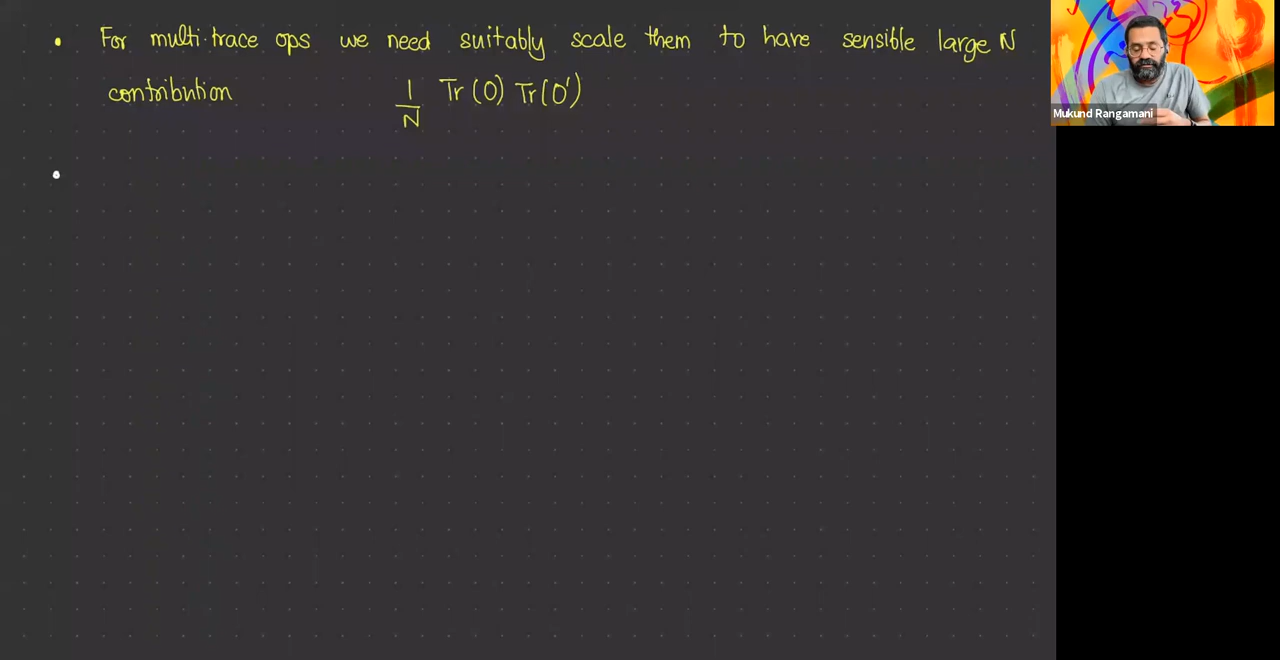 • For multi-trace ops we need suitably scale them to have sensible large N
contribution 1/N Tr(O) Tr(O')
•
Mukund Rangamani